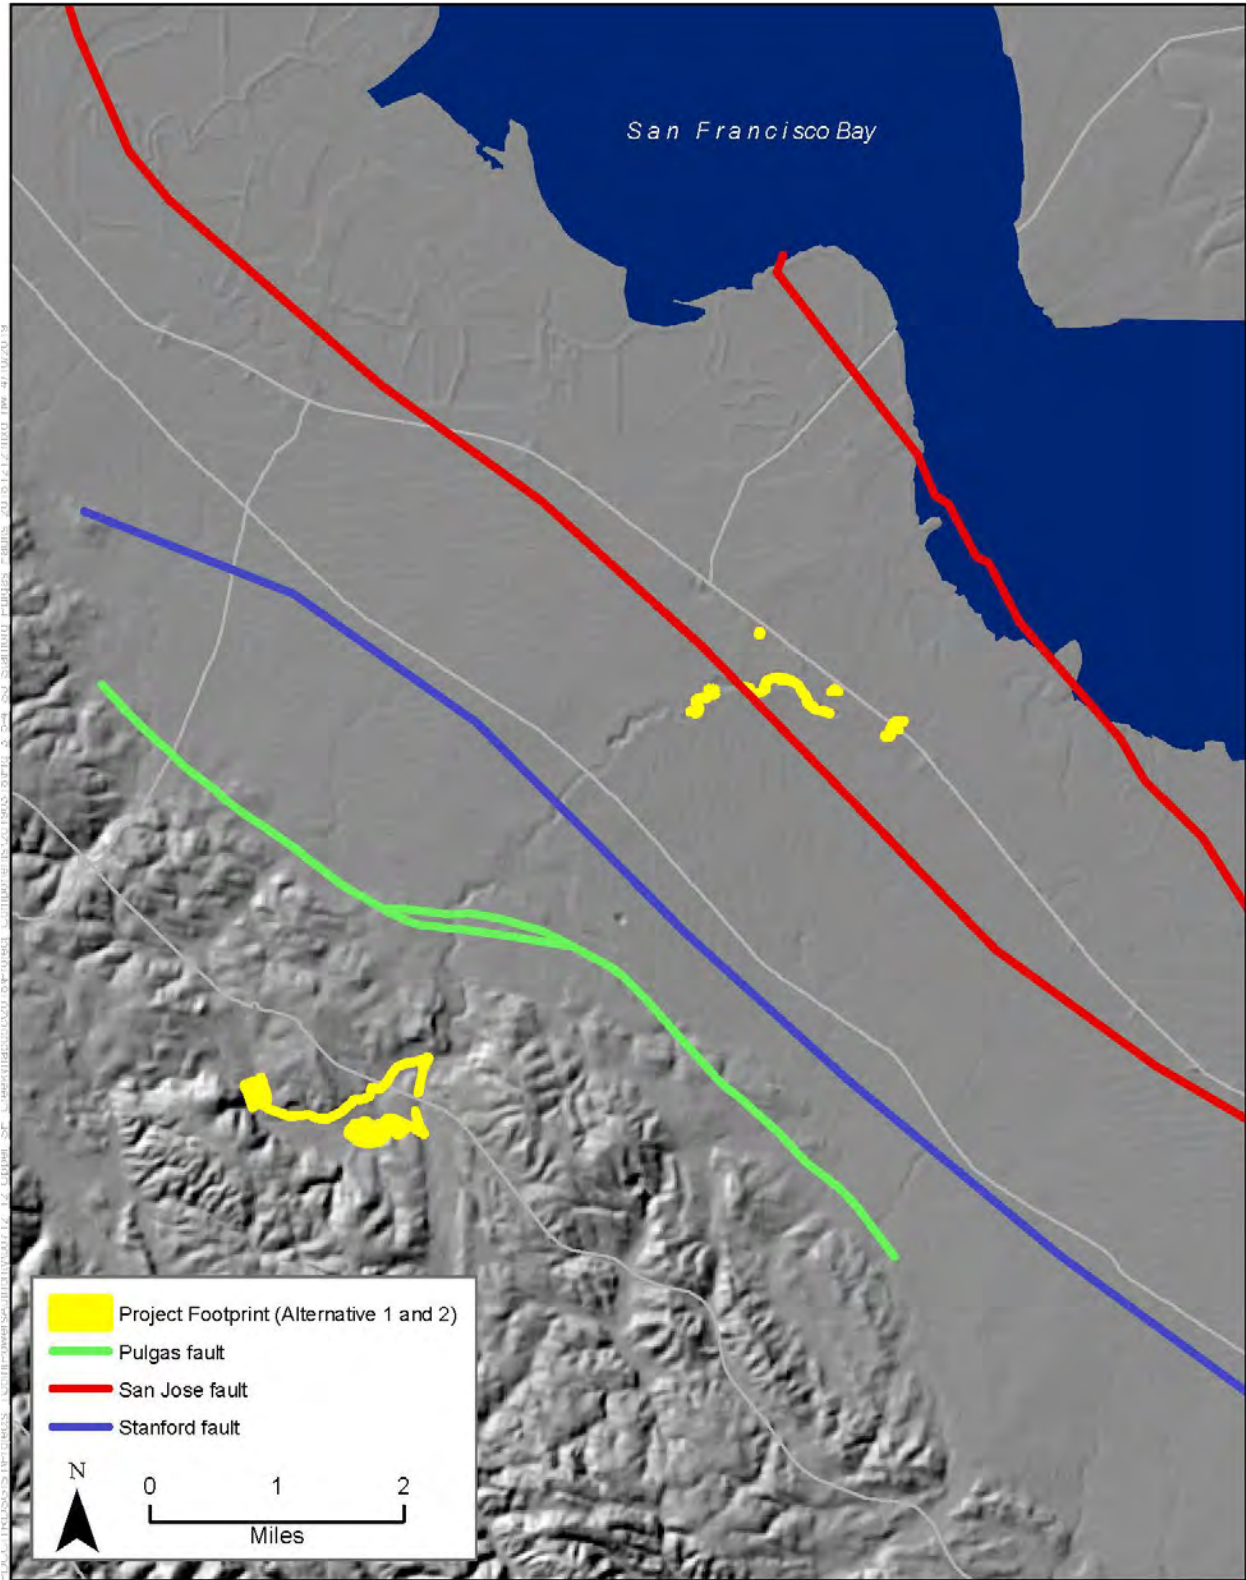 San Francisco Bay
Project Footprint (Alternative 1 and 2)
Pulgas fault
San Jose fault
Stanford fault
N
0 1 2
Miles